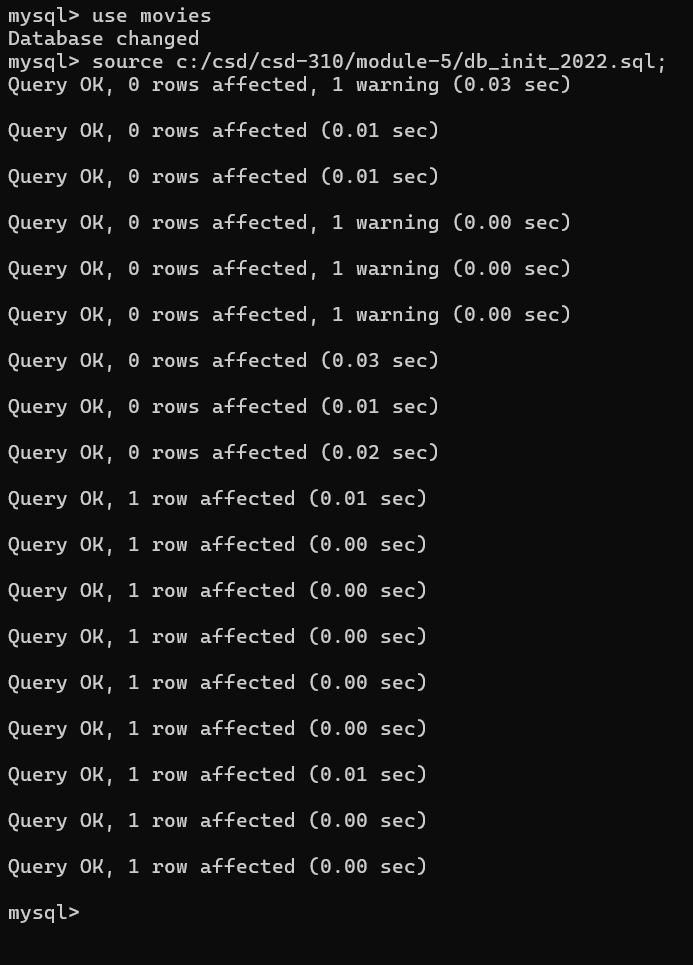 mysql> use movies
Database changed
mysql> source c:/csd/csd-310/module-5/db_init_2022.sql;
Query OK, 0 rows affected, 1 warning (0.03 sec)
Query OK, 0 rows affected (0.01 sec)
Query OK, 0 rows affected (0.01 sec)
Query OK, 0 rows affected, 1 warning (0.00 sec)
Query OK, 0 rows affected, 1 warning (0.00 sec)
Query OK, 0 rows affected, 1 warning (0.00 sec)
Query OK, 0 rows affected (0.03 sec)
Query OK, 0 rows affected (0.01 sec)
Query OK, 0 rows affected (0.02 sec)
Query OK, 1 row affected (0.01 sec)
Query OK, 1 row affected (0.00 sec)
Query OK, 1 row affected (0.00 sec)
Query OK, 1 row affected (0.00 sec)
Query OK, 1 row affected (0.00 sec)
Query OK, 1 row affected (0.00 sec)
Query OK, 1 row affected (0.01 sec)
Query OK, 1 row affected (0.00 sec)
Query OK, 1 row affected (0.00 sec)
mysql>